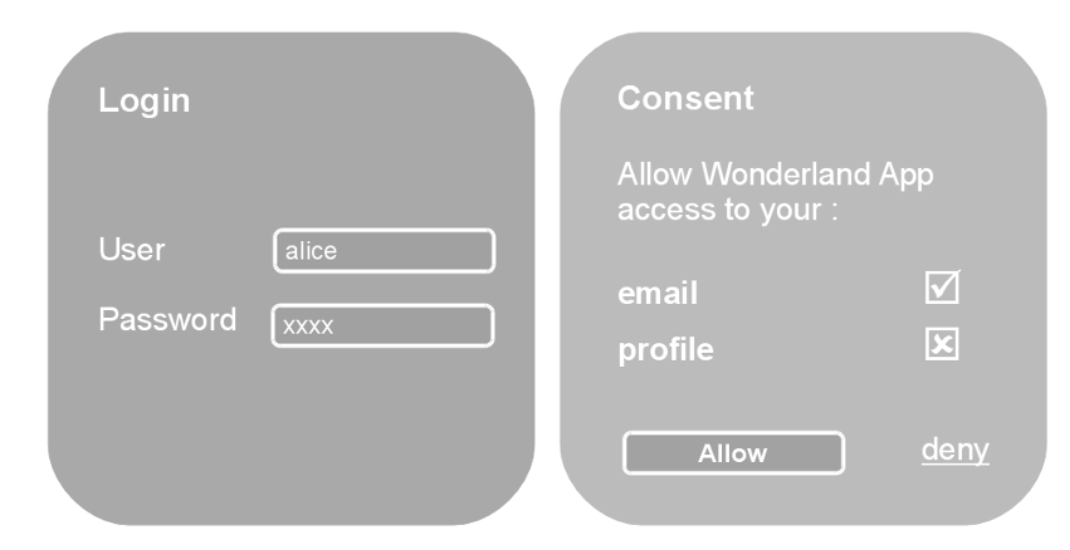 Login
User
alice
Password
xxxx
Consent
Allow Wonderland App
access to your :
email
profile
Allow
deny